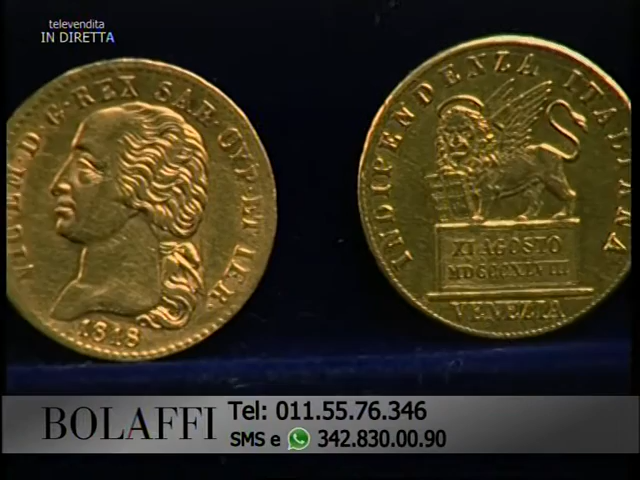 televendita
IN DIRETTA
VIC·EM·D·G·REX SAR·CYP·ET IER·
1818
INDIPENDENZA ITALIANA
XI AGOSTO
MDCCCXLVIII
VENEZIA
BOLAFFI
Tel: 011.55.76.346
SMS e 342.830.00.90